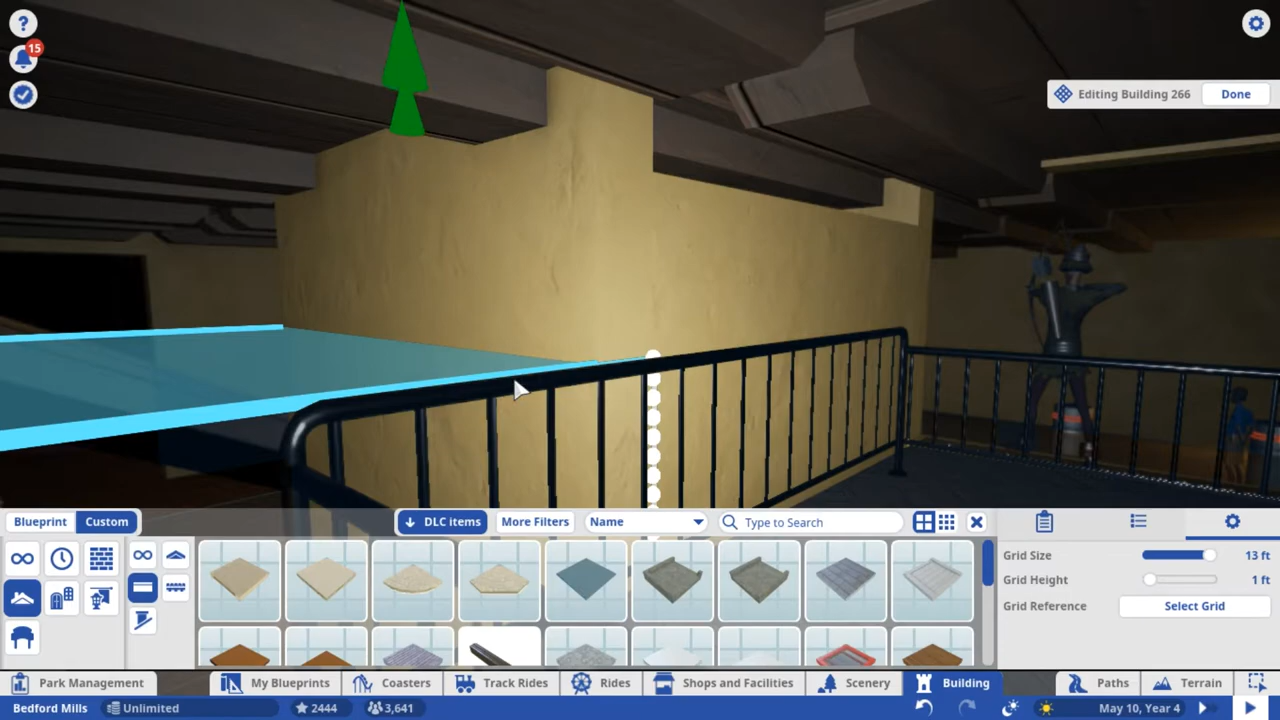 ?
15
Editing Building 266 Done
Blueprint Custom
DLC items More Filters Name Type to Search
Grid Size 13 ft
Grid Height 1 ft
Grid Reference Select Grid
Park Management My Blueprints Coasters Track Rides Rides Shops and Facilities Scenery Building Paths Terrain
Bedford Mills Unlimited 2444 3,641 May 10, Year 4